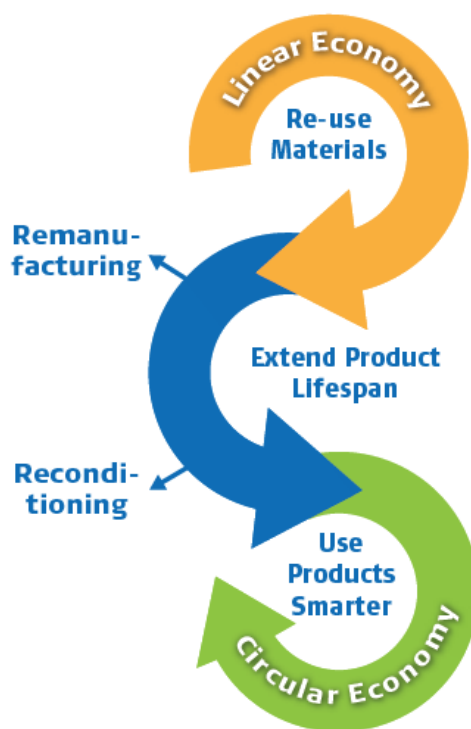 Linear Economy
Re-use
Materials
Remanu-
facturing
Extend Product
Lifespan
Recondi-
tioning
Use
Products
Smarter
Circular Economy